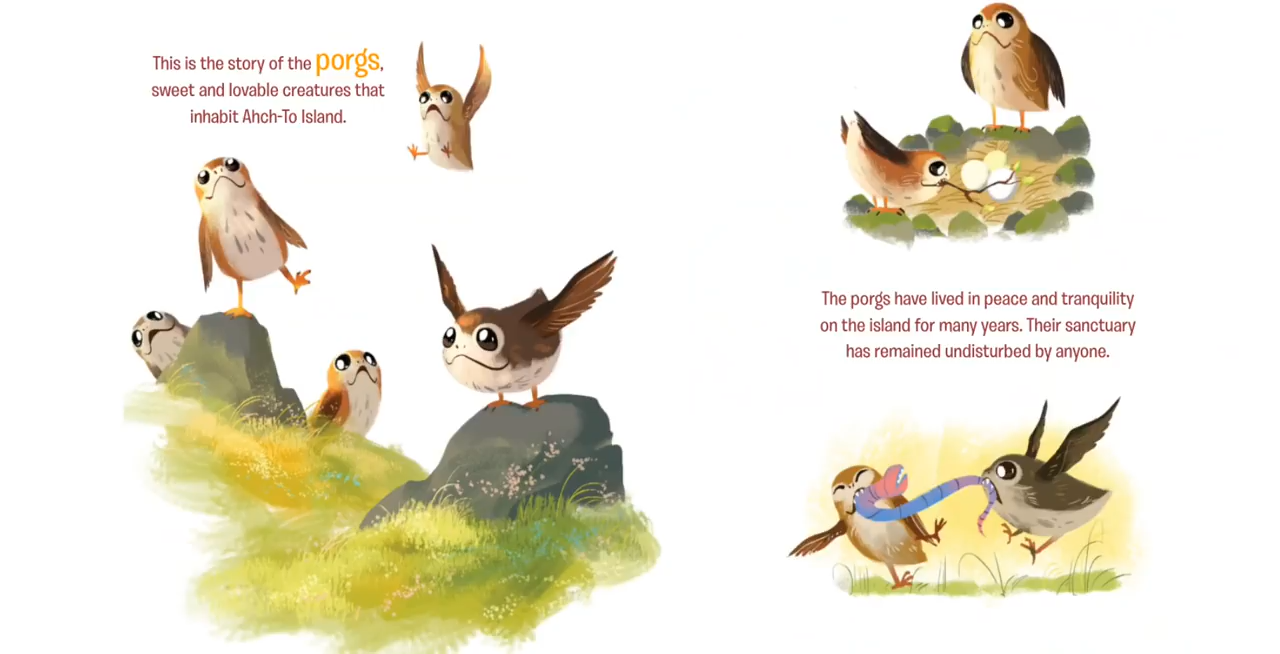 This is the story of the porgs,
sweet and lovable creatures that
inhabit Ahch-To Island.
The porgs have lived in peace and tranquility
on the island for many years. Their sanctuary
has remained undisturbed by anyone.